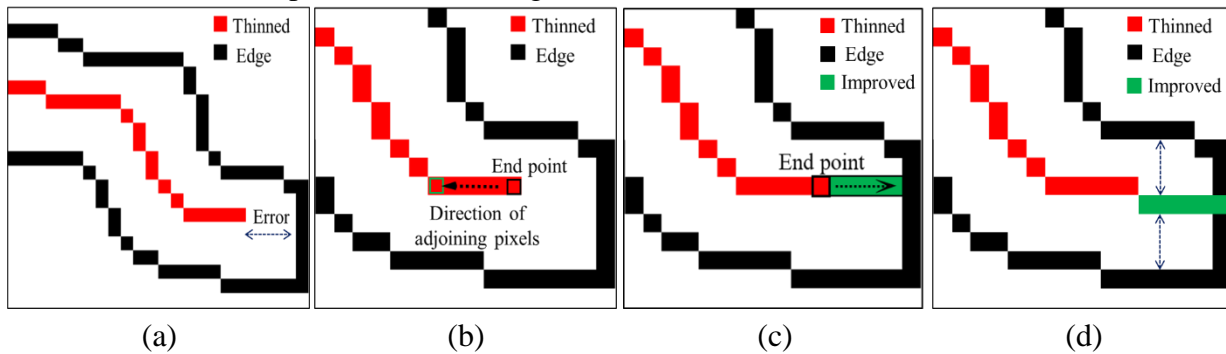 Thinned
Edge
Error
(a)
Thinned
Edge
End point
Direction of
adjoining pixels
(b)
Thinned
Edge
Improved
End point
(c)
Thinned
Edge
Improved
(d)